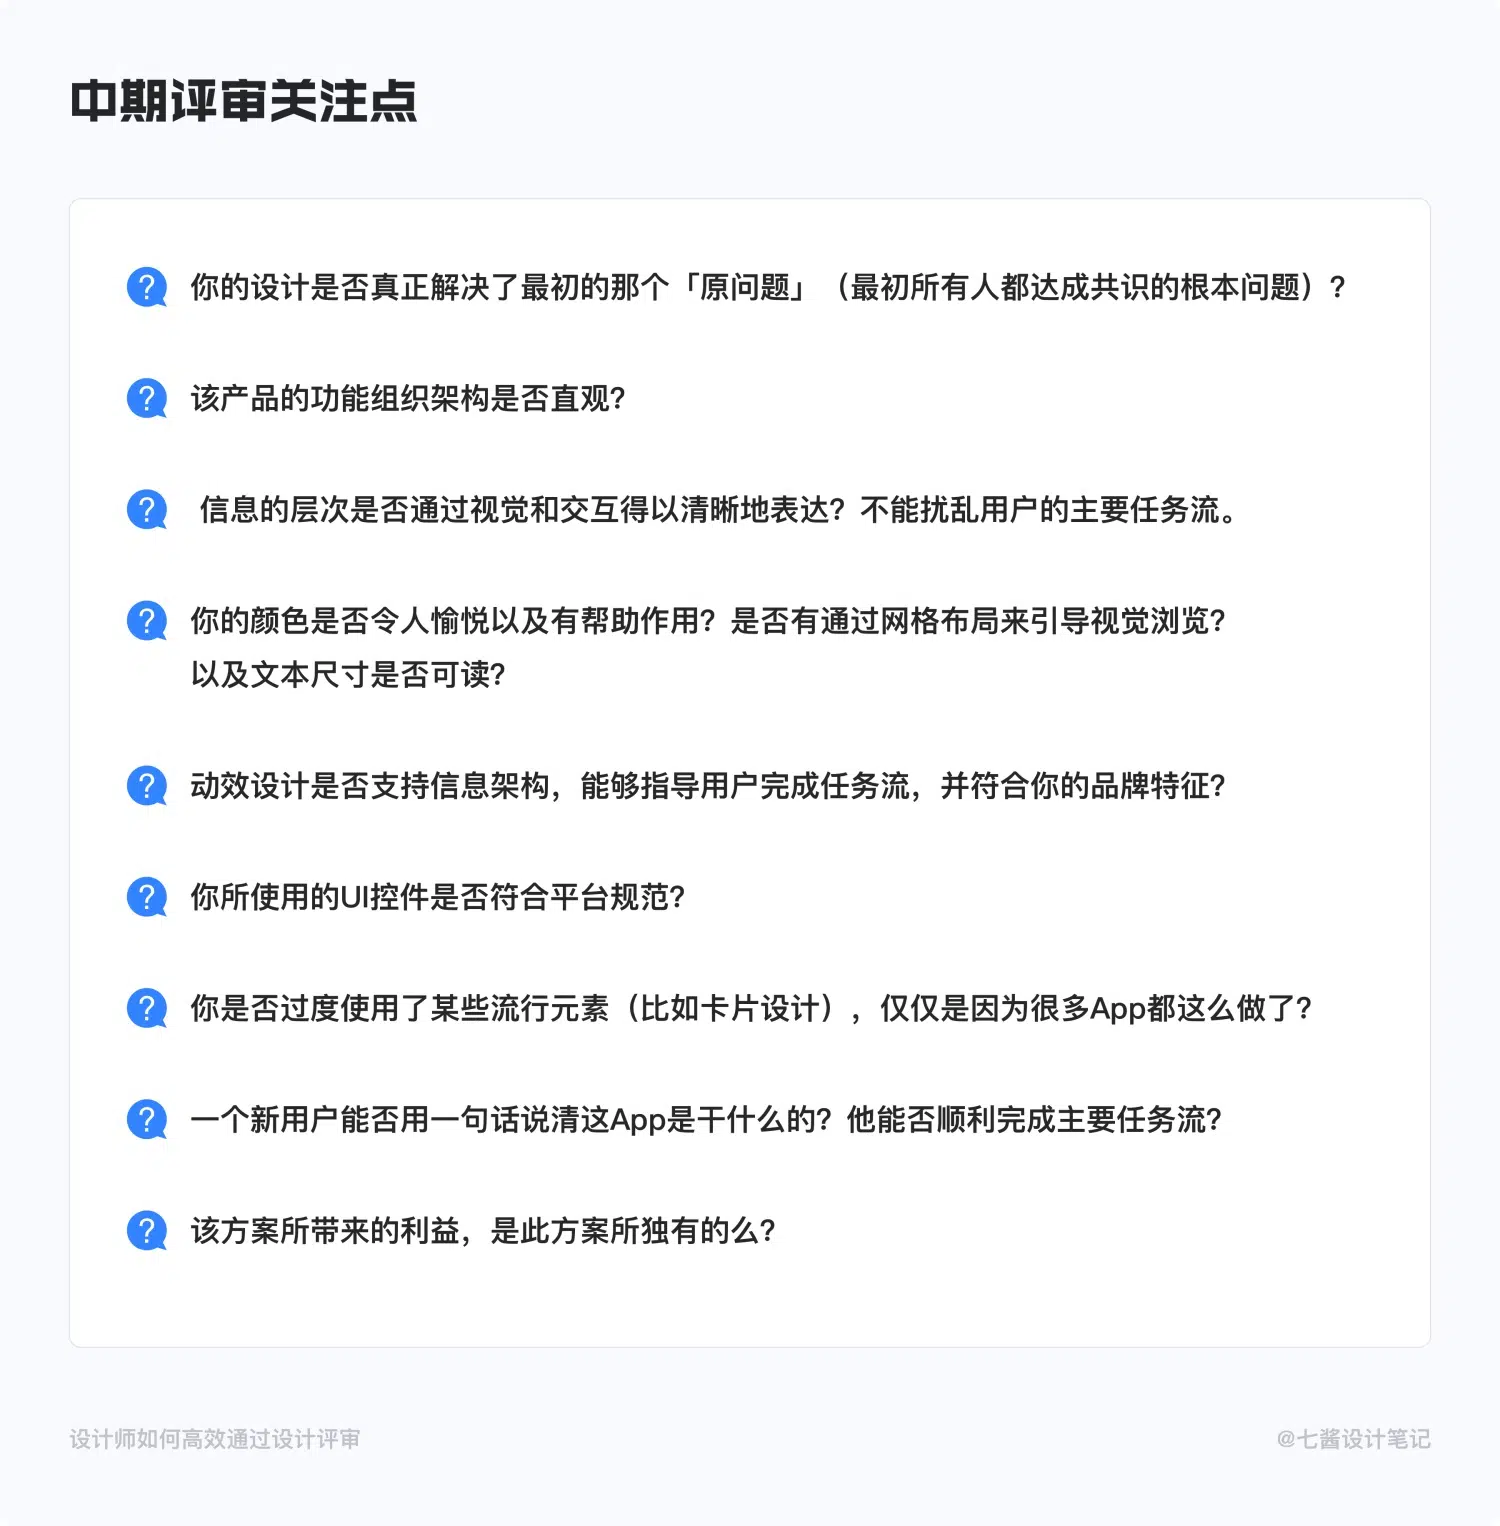 中期评审关注点
你的设计是否真正解决了最初的那个「原问题」（最初所有人都达成共识的根本问题）?
该产品的功能组织架构是否直观?
信息的层次是否通过视觉和交互得以清晰地表达? 不能扰乱用户的主要任务流。
你的颜色是否令人愉悦以及有帮助作用? 是否有通过网格布局来引导视觉浏览?
以及文本尺寸是否可读?
动效设计是否支持信息架构，能够指导用户完成任务流，并符合你的品牌特征?
你所使用的UI控件是否符合平台规范?
你是否过度使用了某些流行元素（比如卡片设计），仅仅是因为很多App都这么做了?
一个新用户能否用一句话说清这App是干什么的? 他能否顺利完成主要任务流?
该方案所带来的利益，是此方案所独有的么?
设计师如何高效通过设计评审
@七酱设计笔记